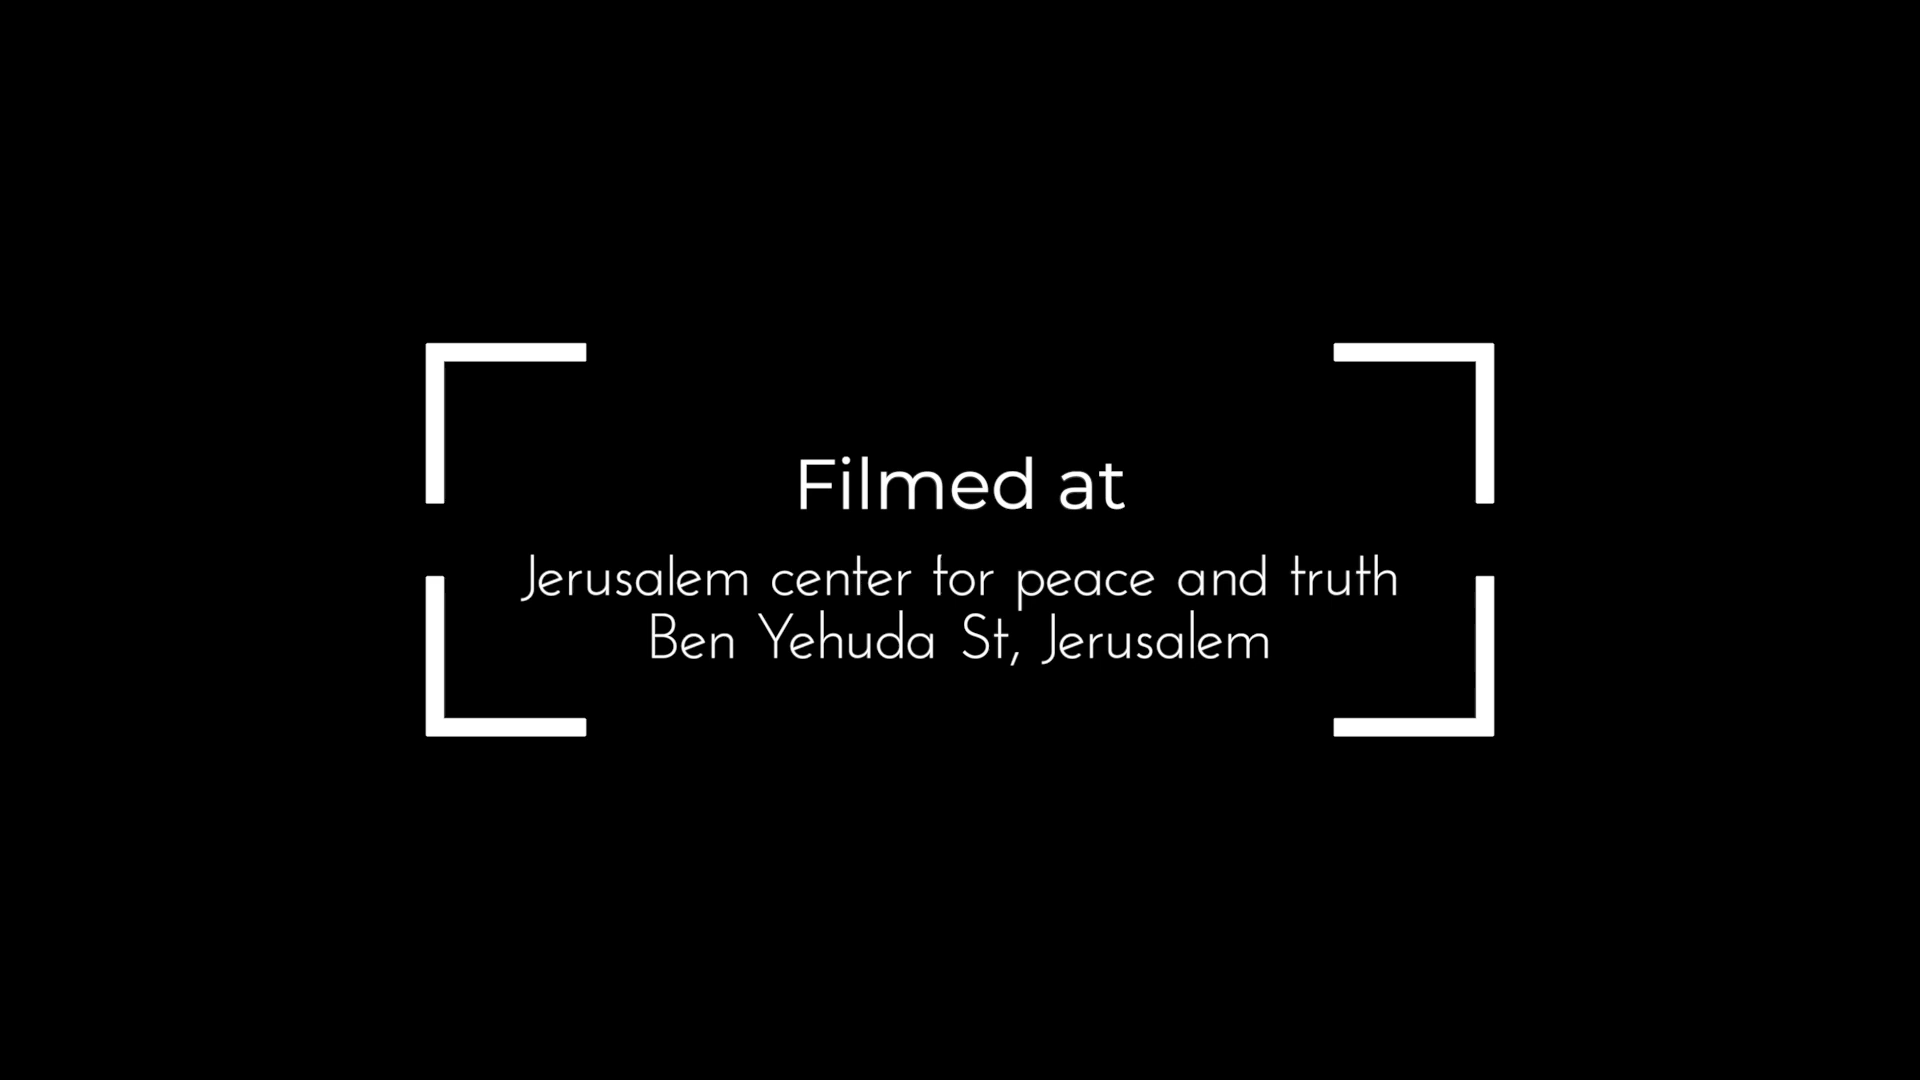 Filmed at
Jerusalem center for peace and truth
Ben Yehuda St, Jerusalem